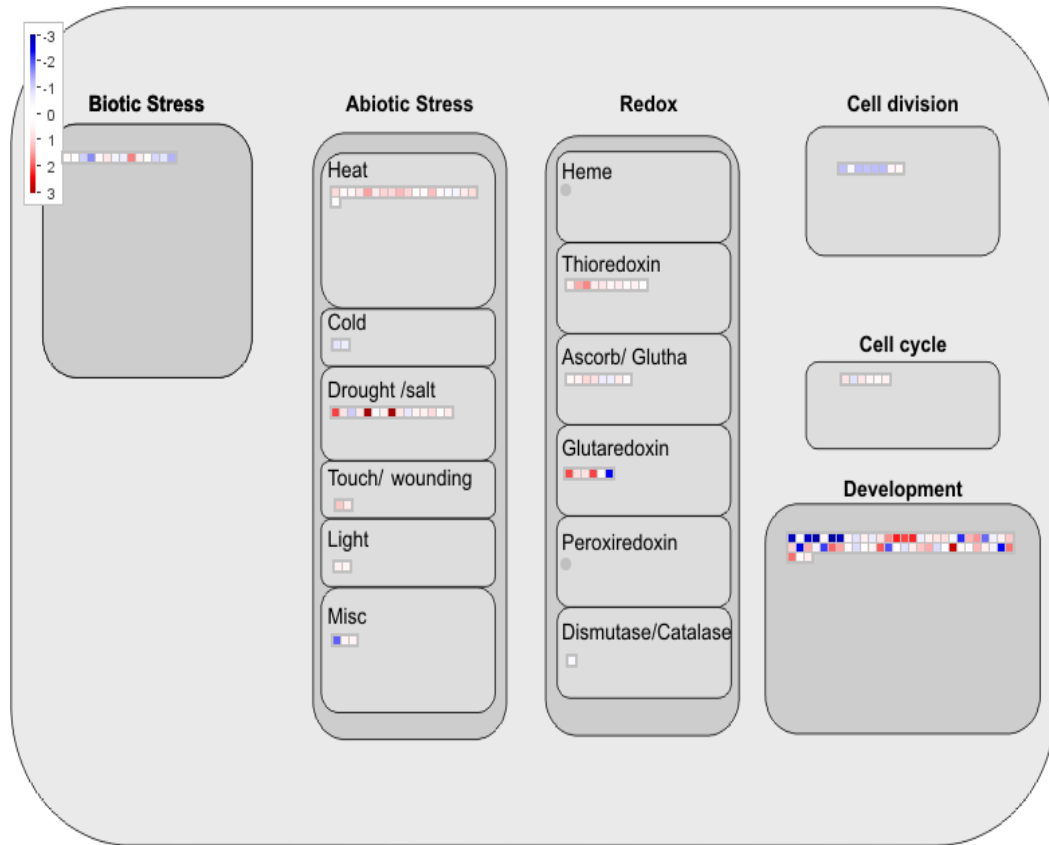 -3
-2
-1
0
1
2
3
Biotic Stress
Abiotic Stress
Heat
Cold
Drought /salt
Touch/ wounding
Light
Misc
Redox
Heme
Thioredoxin
Ascorb/ Glutha
Glutaredoxin
Peroxiredoxin
Dismutase/Catalase
Cell division
Cell cycle
Development